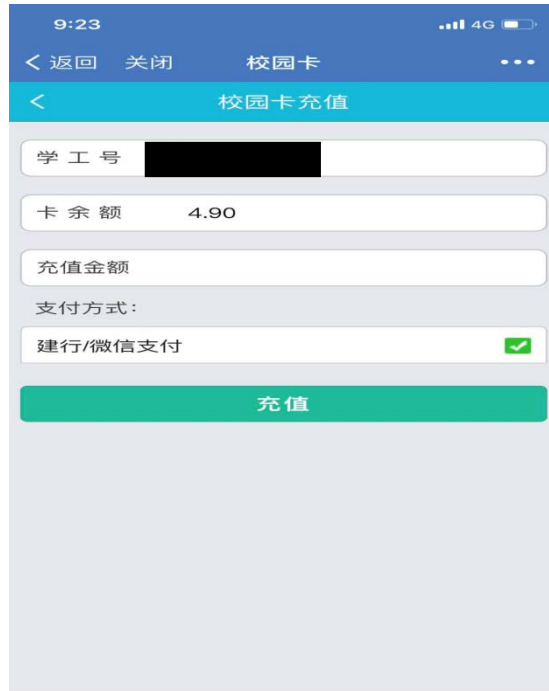 9:23 4G
返回 关闭 校园卡
校园卡充值
学工号
卡余额 4.90
充值金额
支付方式：
建行/微信支付
充值